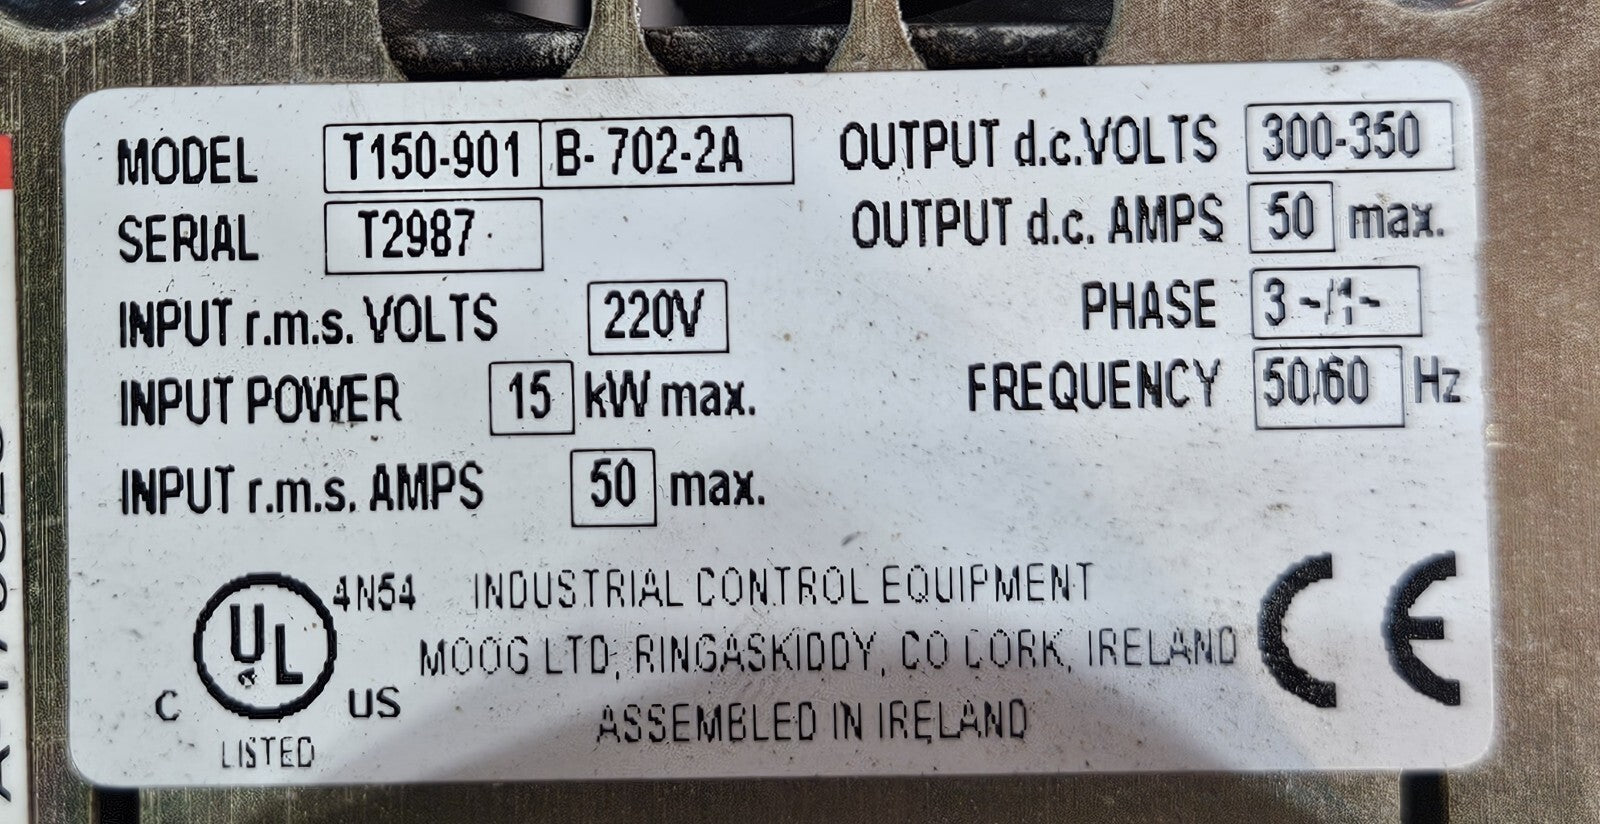 MODEL T150-901 B- 702-2A
SERIAL T2987
INPUT r.m.s. VOLTS 220V
INPUT POWER 15 kW max.
INPUT r.m.s. AMPS 50 max.
OUTPUT d.c.VOLTS 300-350
OUTPUT d.c. AMPS 50 max.
PHASE 3 ~/1~
FREQUENCY 50/60 Hz
C UL US
LISTED
4N54 INDUSTRIAL CONTROL EQUIPMENT
MOOG LTD, RINGASKIDDY, CO CORK, IRELAND
ASSEMBLED IN IRELAND
CE